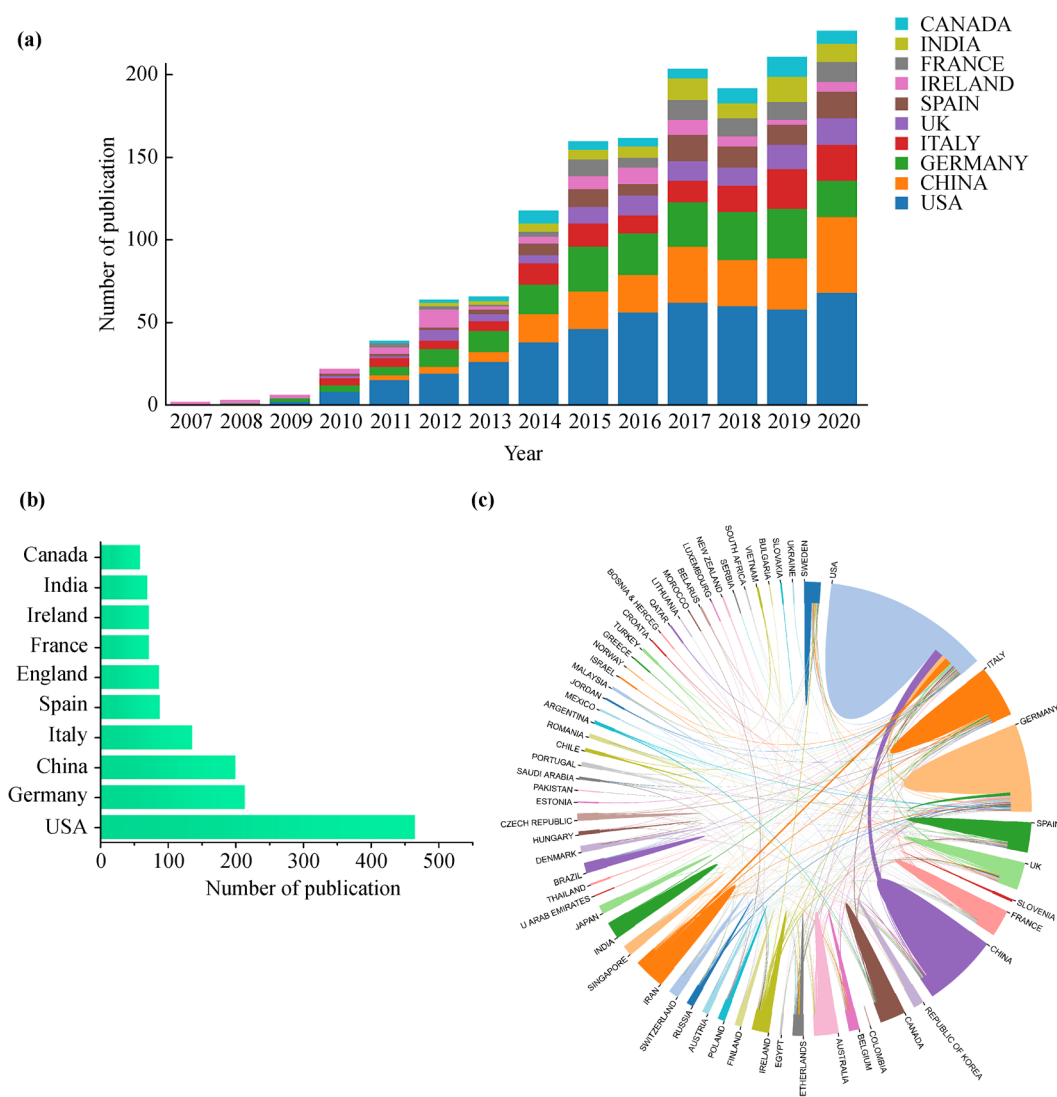 (a)
CANADA
INDIA
FRANCE
IRELAND
SPAIN
UK
ITALY
GERMANY
CHINA
USA
Number of publication
200
150
100
50
0
2007 2008 2009 2010 2011 2012 2013 2014 2015 2016 2017 2018 2019 2020
Year
(b)
Canada
India
Ireland
France
England
Spain
Italy
China
Germany
USA
0 100 200 300 400 500
Number of publication
(c)
USA
ITALY
GERMANY
SPAIN
UK
SLOVENIA
FRANCE
CHINA
REPUBLIC OF KOREA
CANADA
COLOMBIA
BELGIUM
AUSTRALIA
ETHERLANDS
EGYPT
IRELAND
FINLAND
POLAND
AUSTRIA
RUSSIA
SWITZERLAND
IRAN
SINGAPORE
INDIA
JAPAN
U ARAB EMIRATES
THAILAND
BRAZIL
DENMARK
HUNGARY
CZECH REPUBLIC
ESTONIA
PAKISTAN
SAUDI ARABIA
PORTUGAL
CHILE
ROMANIA
ARGENTINA
MEXICO
JORDAN
MALAYSIA
ISRAEL
NORWAY
GREECE
TURKEY
CROATIA
BOSNIA & HERCEG
QATAR
LITHUANIA
MOROCCO
BELARUS
LUXEMBOURG
NEW ZEALAND
SERBIA
SOUTH AFRICA
VIETNAM
BULGARIA
SLOVAKIA
UKRAINE
SWEDEN